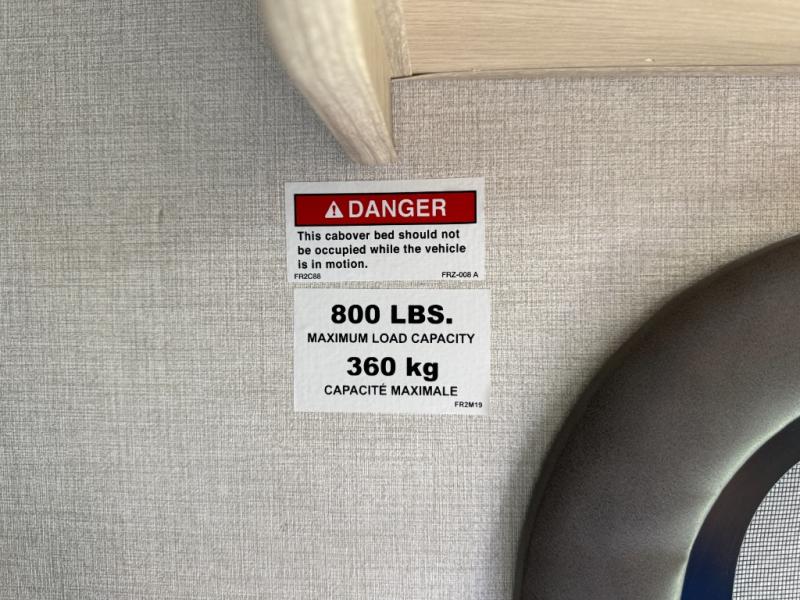 ⚠ DANGER
This cabover bed should not
be occupied while the vehicle
is in motion.
FR2C88 FRZ-008 A
800 LBS.
MAXIMUM LOAD CAPACITY
360 kg
CAPACITÉ MAXIMALE
FR2M19